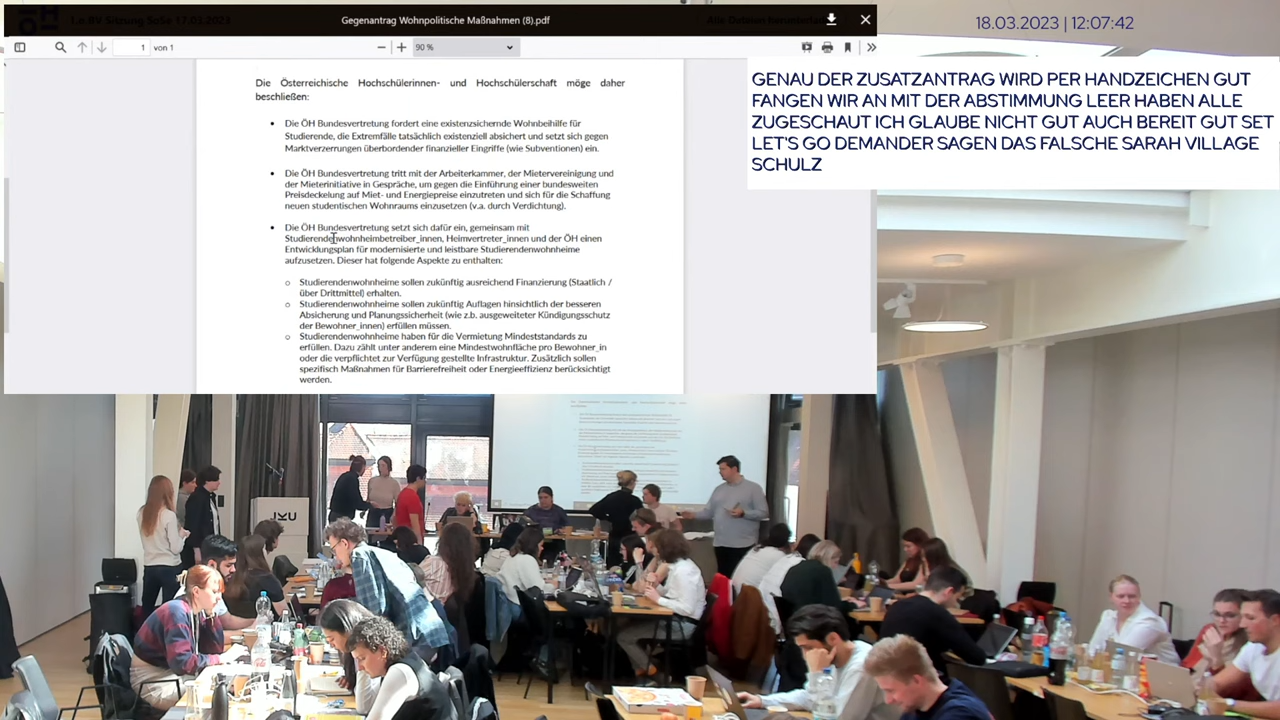 1.a. BV Sitzung SoSe 17.03.2023
Gegenantrag Wohnpolitische Maßnahmen (8).pdf
18.03.2023 | 12:07:42
1 von 1
90 %
Die Österreichische Hochschülerinnen- und Hochschülerschaft möge daher
beschließen:
• Die ÖH Bundesvertretung fordert eine existenzsichernde Wohnbeihilfe für
Studierende, die Extremfälle tatsächlich existenziell absichert und setzt sich gegen
Marktverzerrungen überbordender finanzieller Eingriffe (wie Subventionen) ein.
• Die ÖH Bundesvertretung tritt mit der Arbeiterkammer, der Mietervereinigung und
der Mieterinitiative in Gespräche, um gegen die Einführung einer bundesweiten
Preisdeckelung auf Miet- und Energiepreise einzutreten und sich für die Schaffung
neuen studentischen Wohnraums einzusetzen (v.a. durch Verdichtung).
• Die ÖH Bundesvertretung setzt sich dafür ein, gemeinsam mit
Studierendenwohnheimbetreiber_innen, Heimvertreter_innen und der ÖH einen
Entwicklungsplan für modernisierte und leistbare Studierendenwohnheime
aufzusetzen. Dieser hat folgende Aspekte zu enthalten:
o Studierendenwohnheime sollen zukünftig ausreichend Finanzierung (Staatlich /
über Drittmittel) erhalten.
o Studierendenwohnheime sollen zukünftig Auflagen hinsichtlich der besseren
Absicherung und Planungssicherheit (wie z.b. ausgeweiteter Kündigungsschutz
der Bewohner_innen) erfüllen müssen.
o Studierendenwohnheime haben für die Vermietung Mindeststandards zu
erfüllen. Dazu zählt unter anderem eine Mindestwohnfläche pro Bewohner_in
oder die verpflichtet zur Verfügung gestellte Infrastruktur. Zusätzlich sollen
spezifisch Maßnahmen für Barrierefreiheit oder Energieeffizienz berücksichtigt
werden.
GENAU DER ZUSATZANTRAG WIRD PER HANDZEICHEN GUT
FANGEN WIR AN MIT DER ABSTIMMUNG LEER HABEN ALLE
ZUGESCHAUT ICH GLAUBE NICHT GUT AUCH BEREIT GUT SET
LET'S GO DEMANDER SAGEN DAS FALSCHE SARAH VILLAGE
SCHULZ
JKU